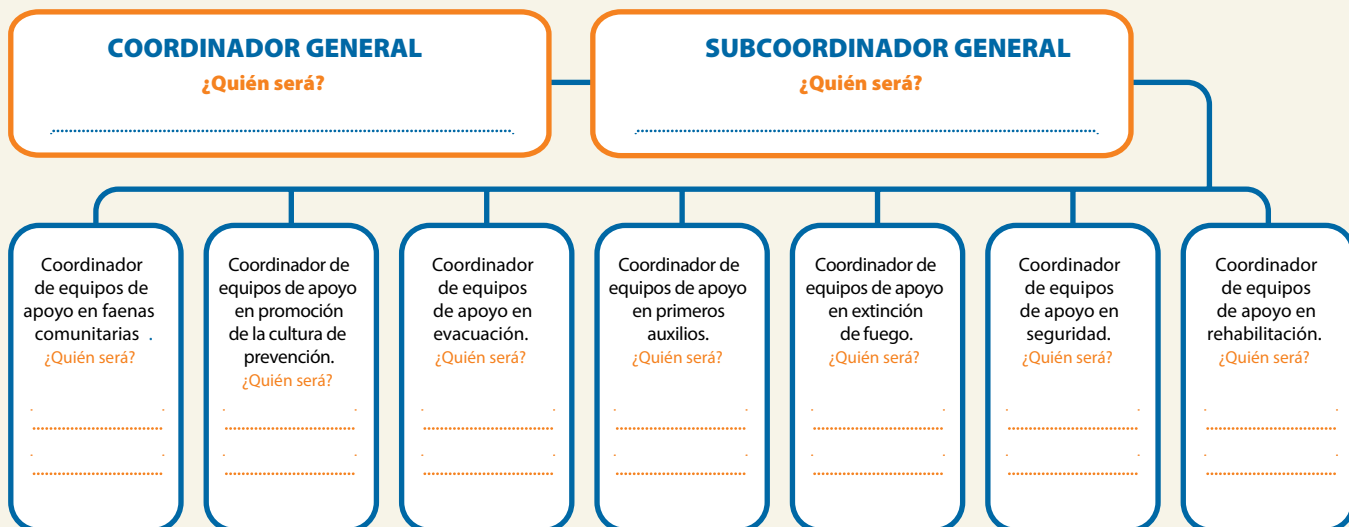 COORDINADOR GENERAL
¿Quién será?
SUBCOORDINADOR GENERAL
¿Quién será?
Coordinador
de equipos de
apoyo en faenas
comunitarias .
¿Quién será?
Coordinador de
equipos de apoyo
en promoción
de la cultura de
prevención.
¿Quién será?
Coordinador
de equipos
de apoyo en
evacuación.
¿Quién será?
Coordinador de
equipos de apoyo
en primeros
auxilios.
¿Quién será?
Coordinador de
equipos de apoyo
en extinción
de fuego.
¿Quién será?
Coordinador
de equipos
de apoyo en
seguridad.
¿Quién será?
Coordinador
de equipos
de apoyo en
rehabilitación.
¿Quién será?